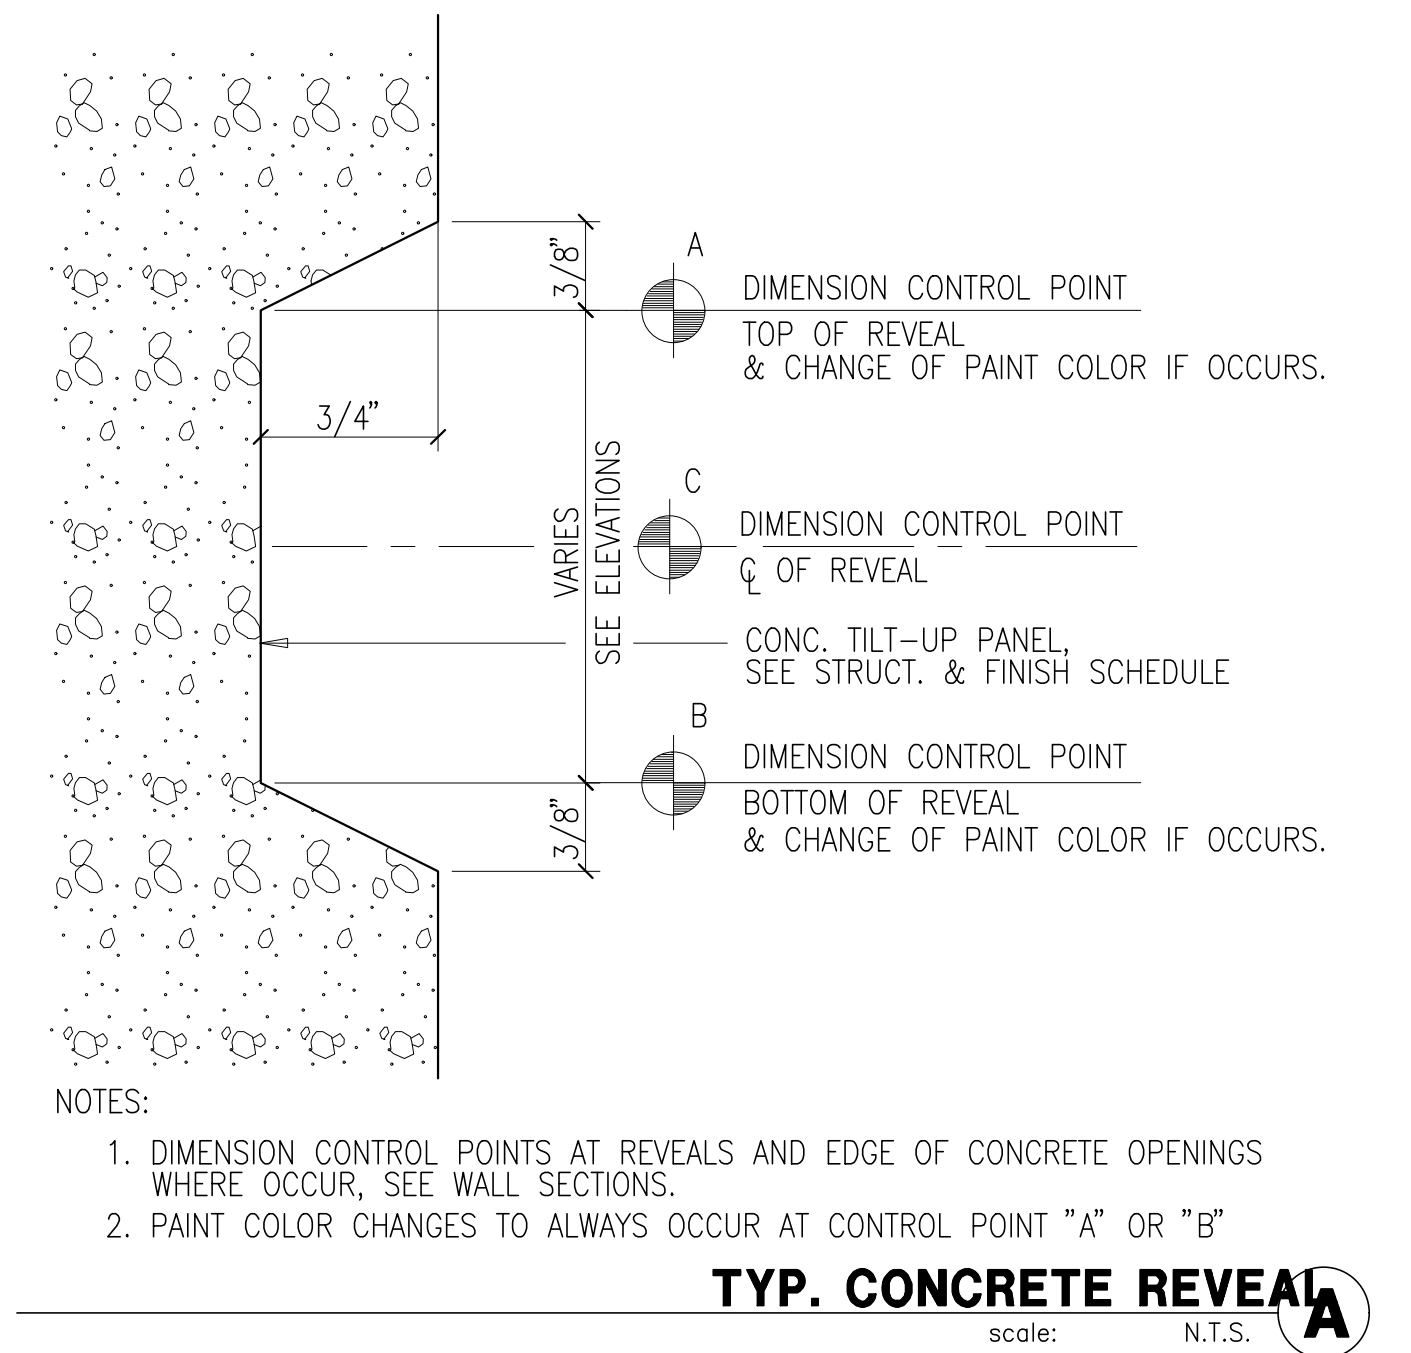 A
3/8"
DIMENSION CONTROL POINT
TOP OF REVEAL
& CHANGE OF PAINT COLOR IF OCCURS.
3/4"
C
VARIES
SEE ELEVATIONS
DIMENSION CONTROL POINT
℄ OF REVEAL
CONC. TILT-UP PANEL,
SEE STRUCT. & FINISH SCHEDULE
B
DIMENSION CONTROL POINT
3/8"
BOTTOM OF REVEAL
& CHANGE OF PAINT COLOR IF OCCURS.
NOTES:
1. DIMENSION CONTROL POINTS AT REVEALS AND EDGE OF CONCRETE OPENINGS
WHERE OCCUR, SEE WALL SECTIONS.
2. PAINT COLOR CHANGES TO ALWAYS OCCUR AT CONTROL POINT "A" OR "B"
TYP. CONCRETE REVEAL
A
scale: N.T.S.